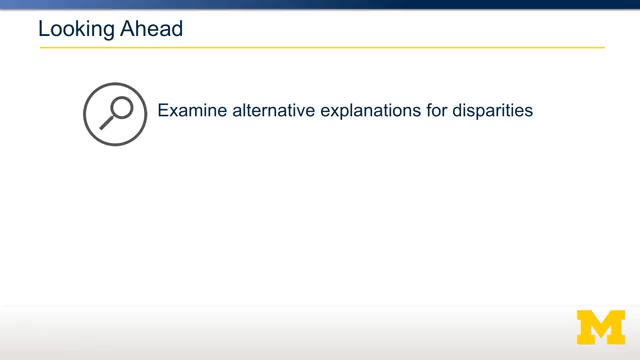 Looking Ahead
Examine alternative explanations for disparities
M